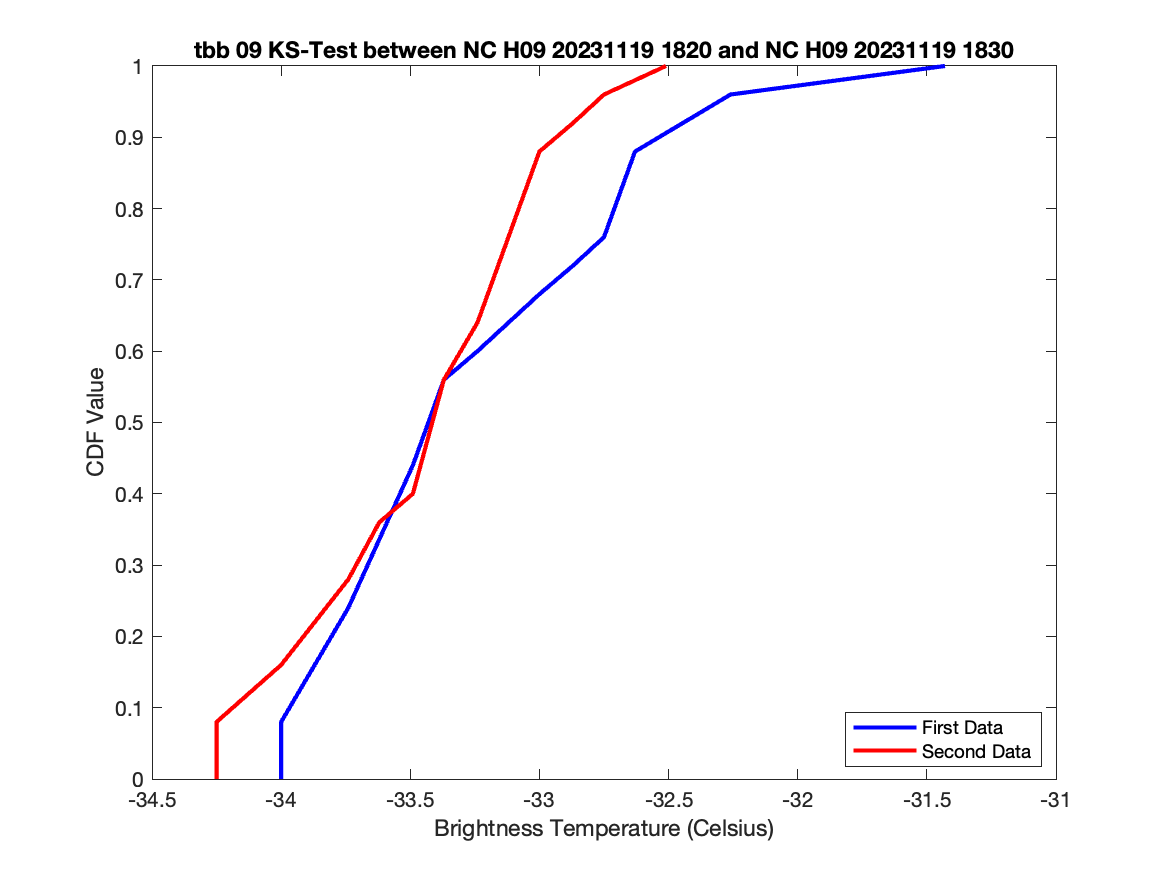 tbb 09 KS-Test between NC H09 20231119 1820 and NC H09 20231119 1830
1
0.9
0.8
0.7
0.6
0.5
0.4
0.3
0.2
0.1
0
CDF Value
-34.5 -34 -33.5 -33 -32.5 -32 -31.5 -31
Brightness Temperature (Celsius)
First Data
Second Data